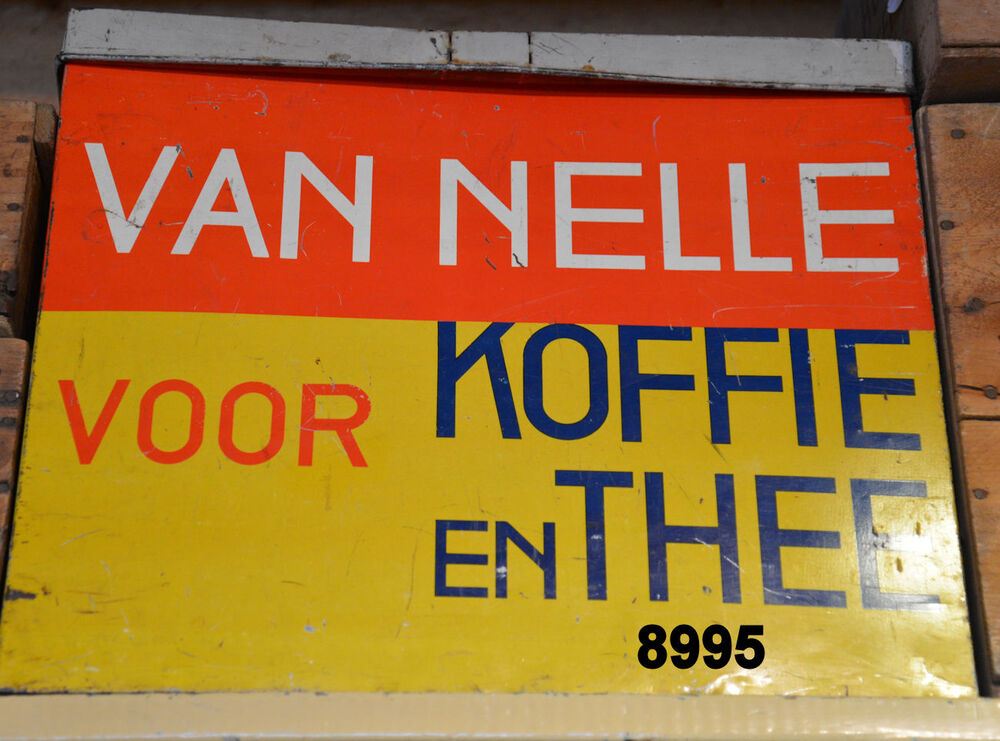 VAN NELLE
VOOR KOFFIE
EN THEE
8995